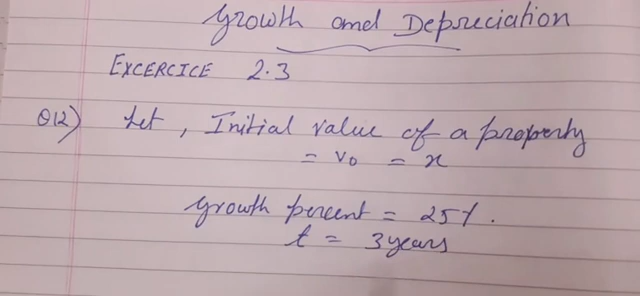 Growth and Depreciation
EXCERCICE 2.3
Q12) Let, Initial value of a property
= V₀ = x
Growth percent = 25%.
t = 3 years